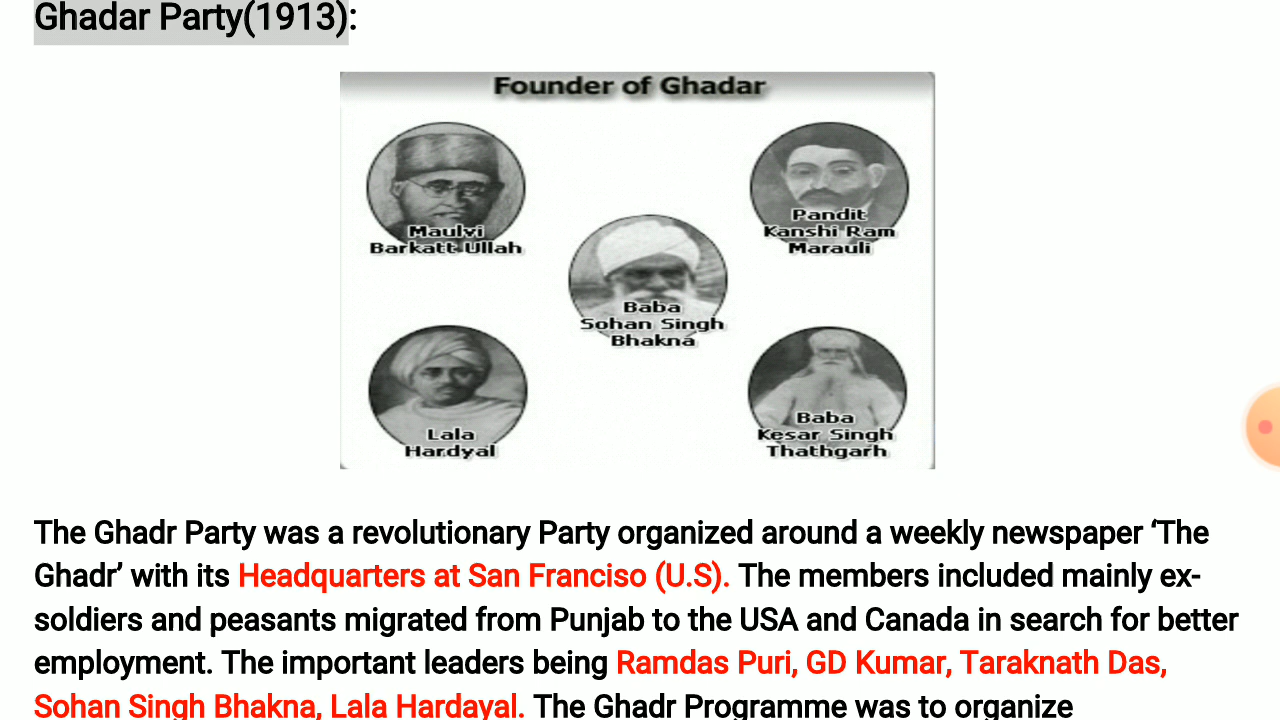 Ghadar Party(1913):
Founder of Ghadar
Maulvi
Barkatt Ullah
Pandit
Kanshi Ram
Marauli
Baba
Sohan Singh
Bhakna
Lala
Hardyal
Baba
Kesar Singh
Thathgarh
The Ghadr Party was a revolutionary Party organized around a weekly newspaper ‘The
Ghadr’ with its Headquarters at San Franciso (U.S). The members included mainly ex-
soldiers and peasants migrated from Punjab to the USA and Canada in search for better
employment. The important leaders being Ramdas Puri, GD Kumar, Taraknath Das,
Sohan Singh Bhakna, Lala Hardayal. The Ghadr Programme was to organize